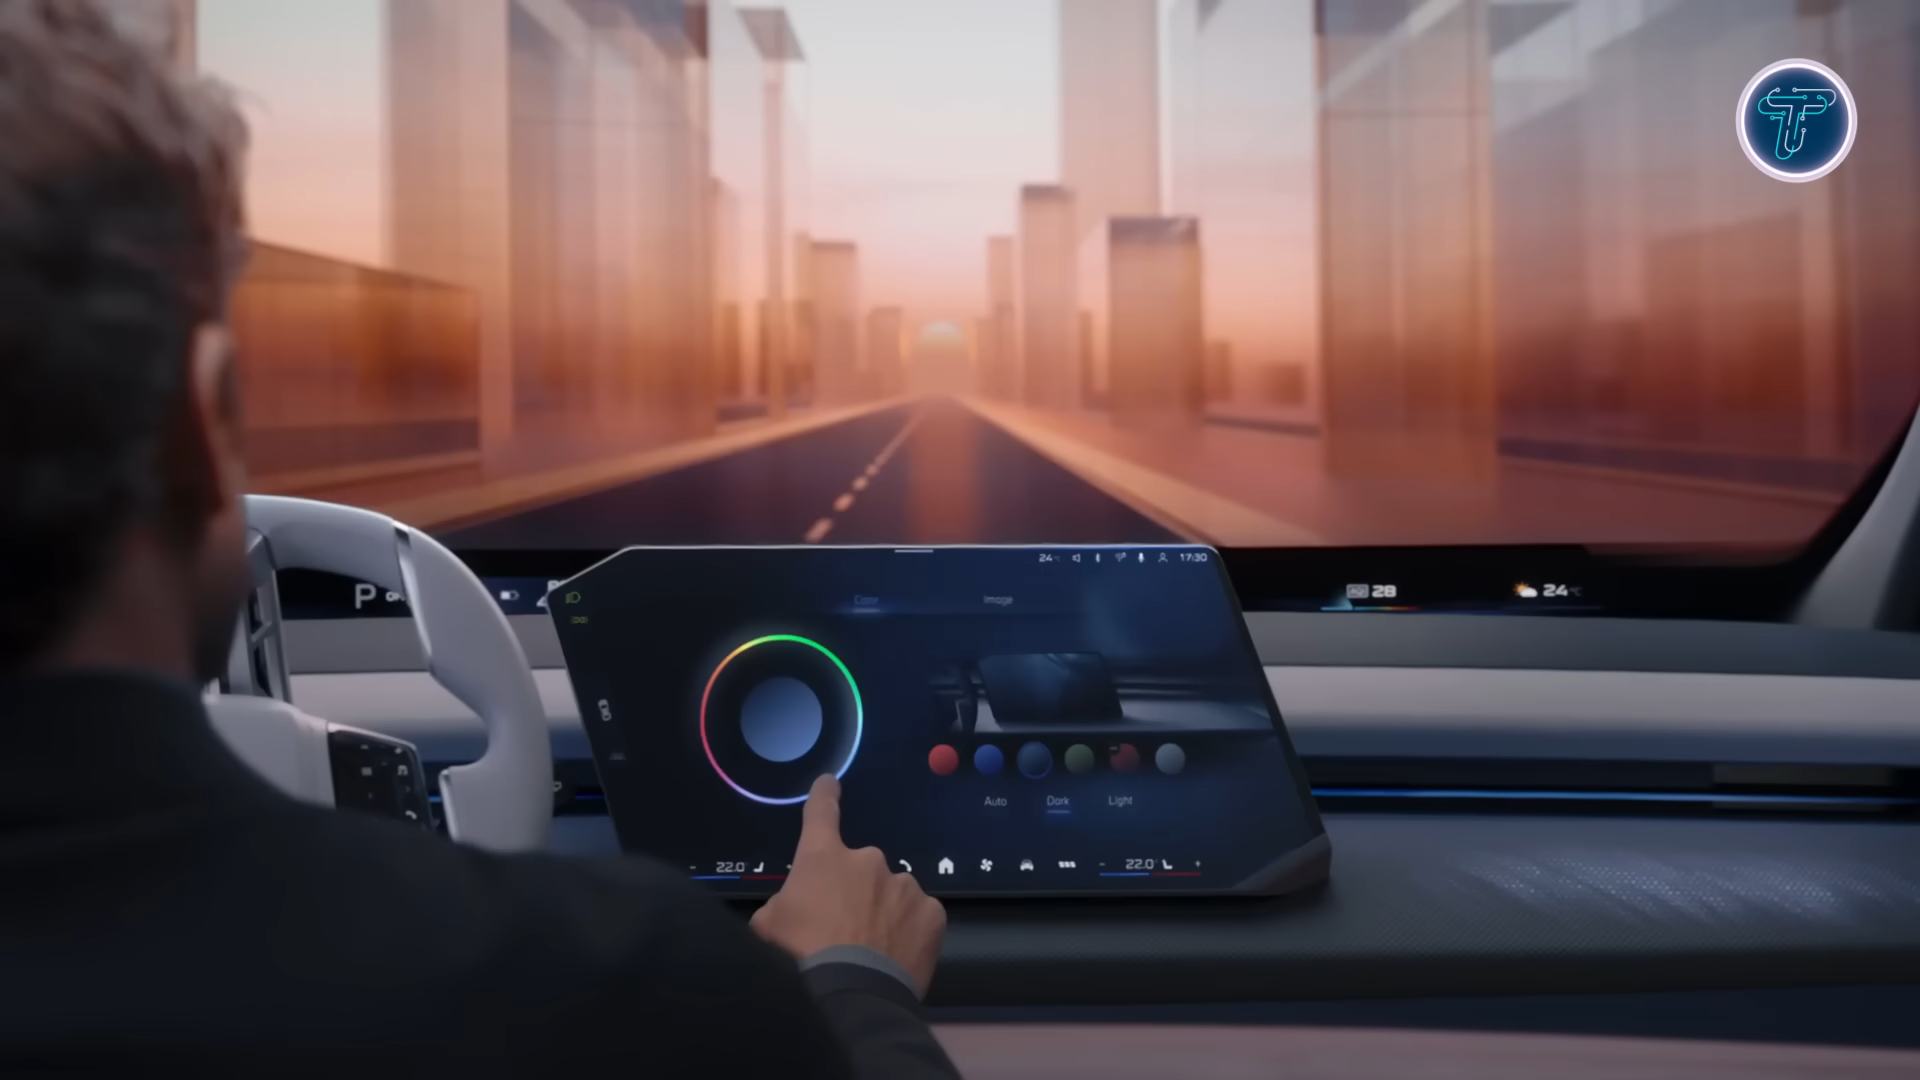 24° 17:30
Color Image
P
28
24°C
Auto Dark Light
- 22.0
- 22.0 +